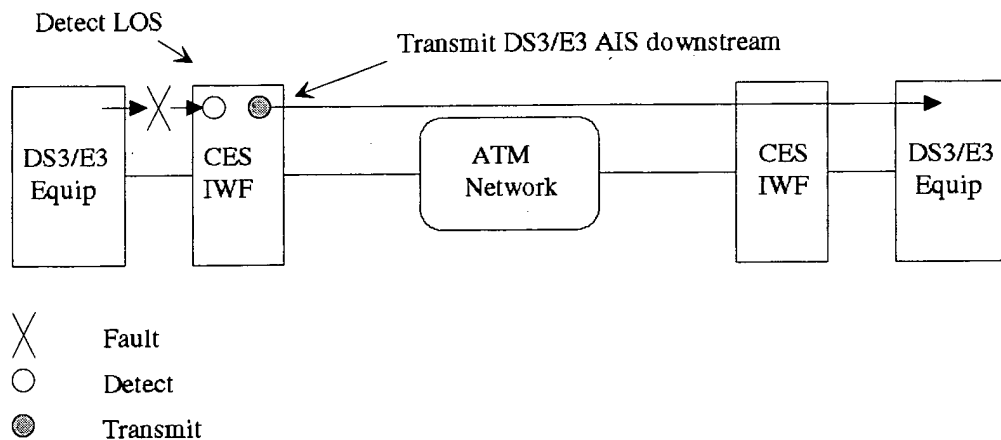 Detect LOS
Transmit DS3/E3 AIS downstream
DS3/E3
Equip
CES
IWF
ATM
Network
CES
IWF
DS3/E3
Equip
Fault
Detect
Transmit